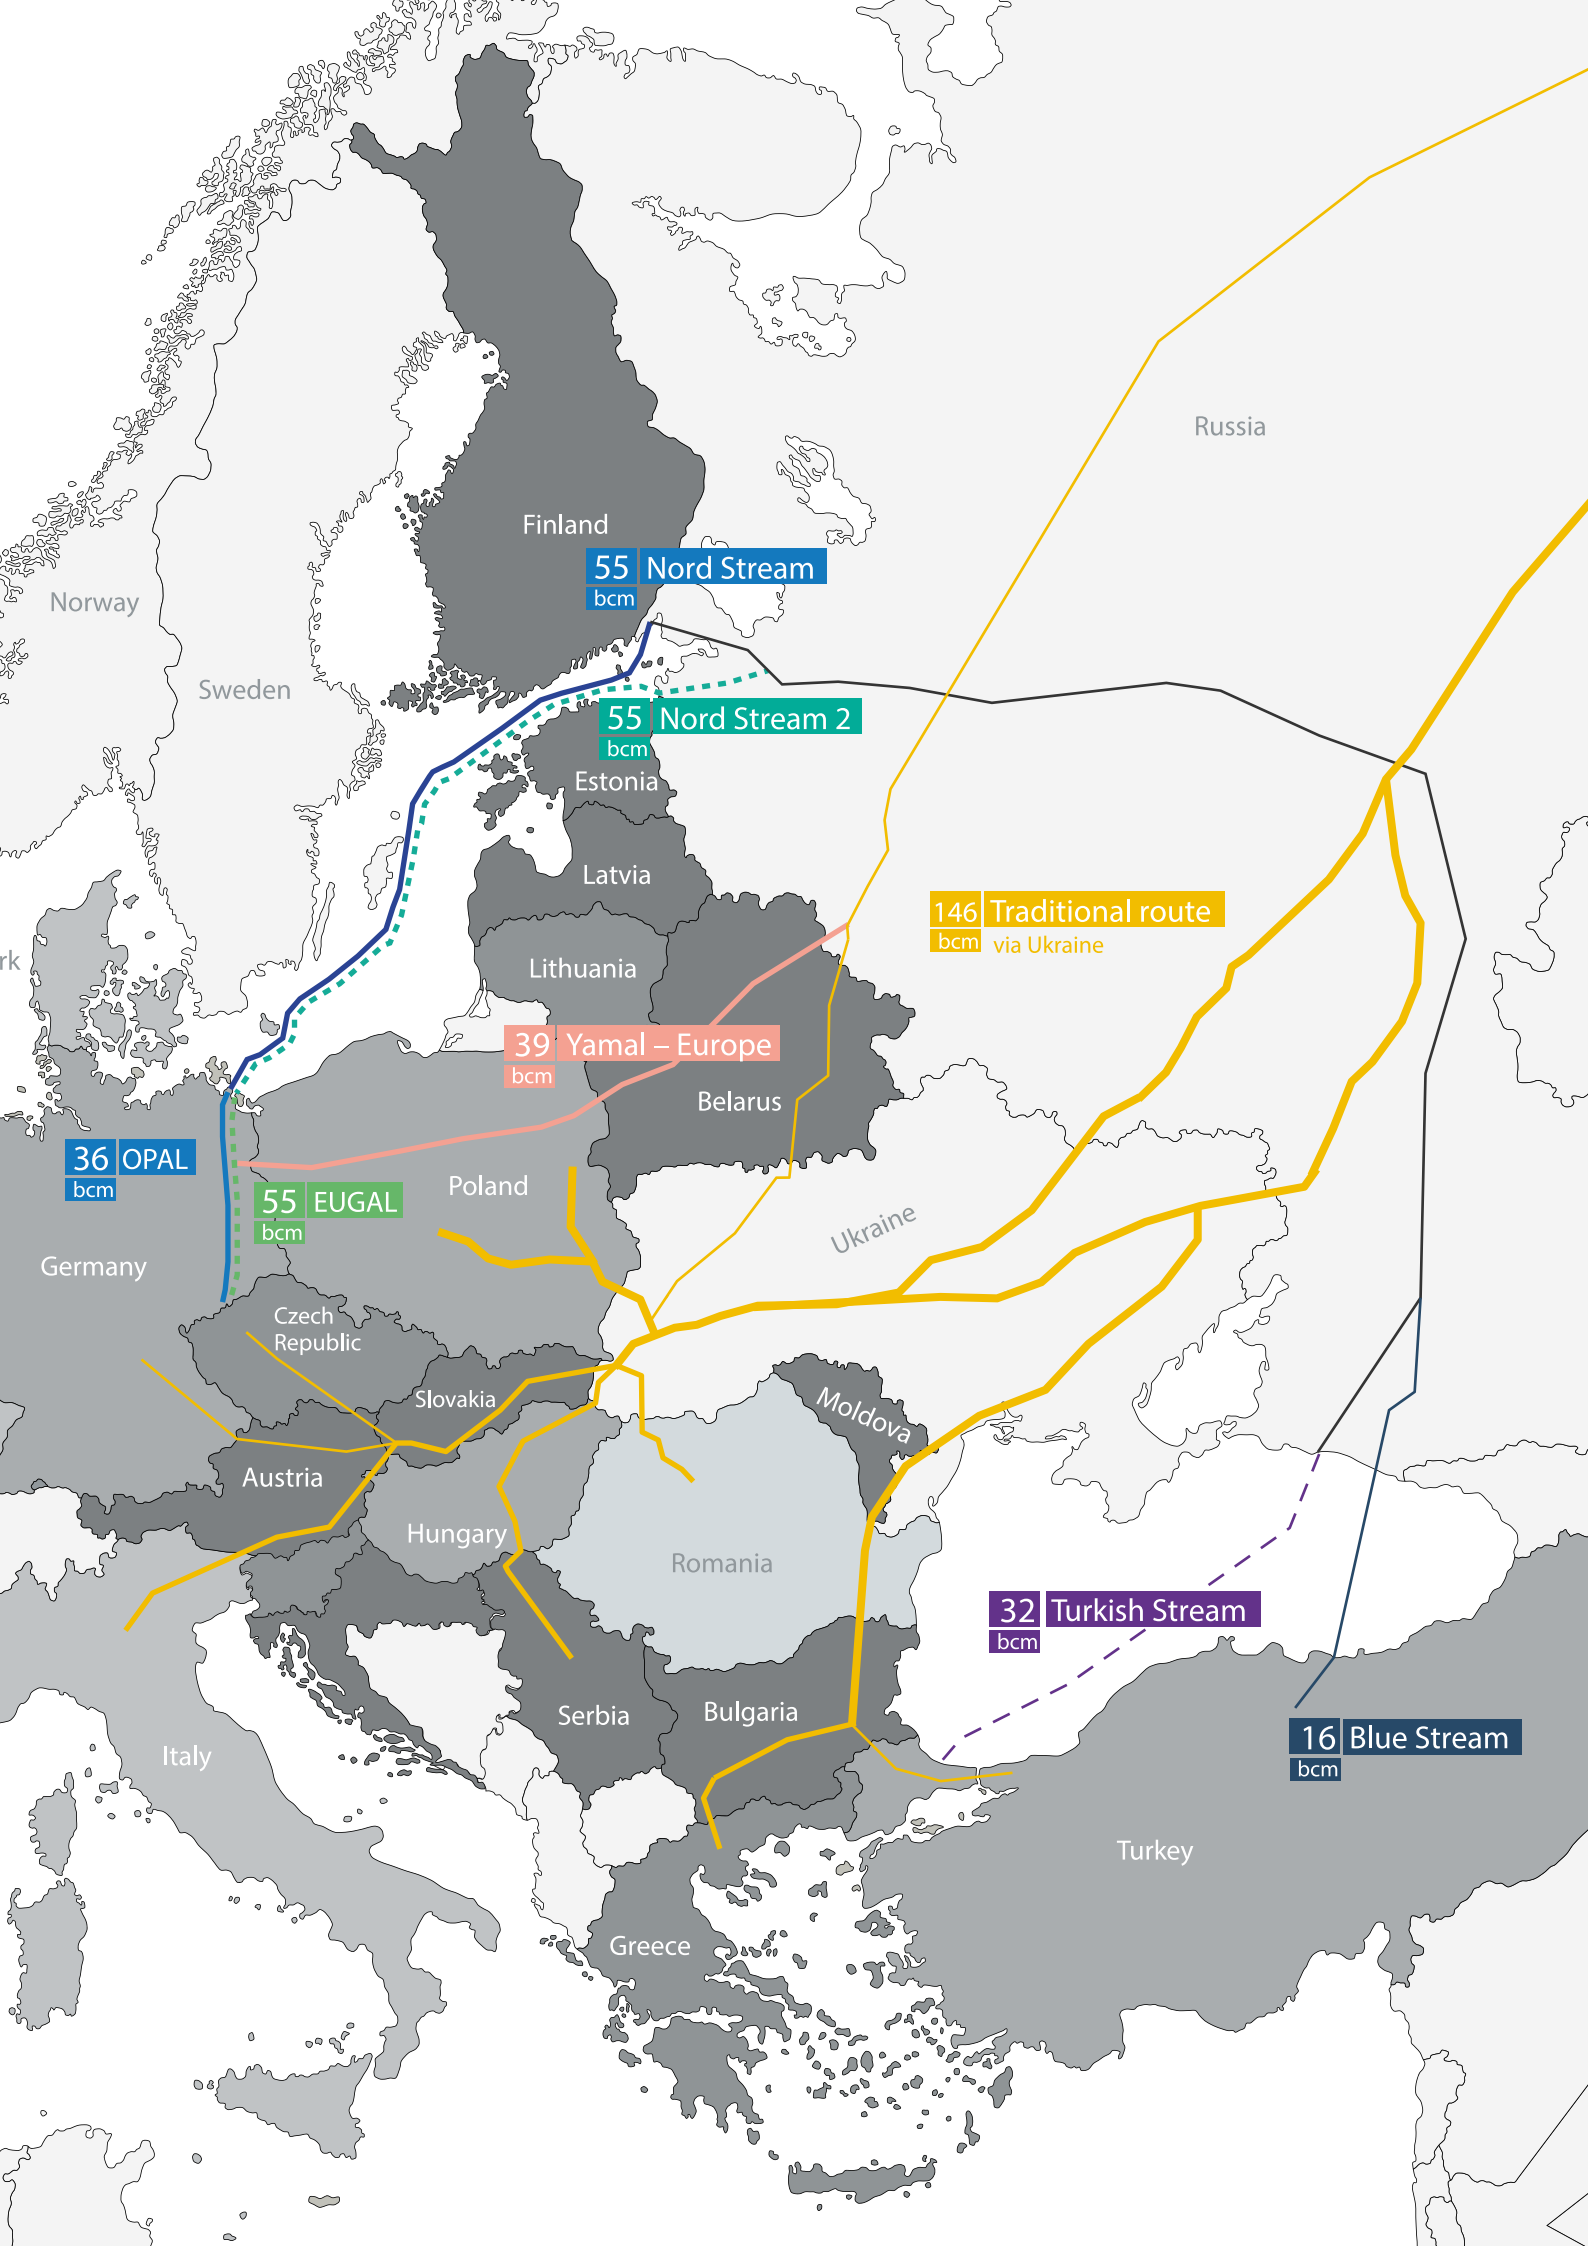 Finland
55 Nord Stream
bcm
Russia
Norway
Sweden
55 Nord Stream 2
bcm
Estonia
Latvia
146 Traditional route
bcm via Ukraine
rk
Lithuania
39 Yamal – Europe
bcm
Belarus
36 OPAL
bcm
Poland
55 EUGAL
bcm
Ukraine
Germany
Czech
Republic
Slovakia
Moldova
Austria
Hungary
Romania
32 Turkish Stream
bcm
Serbia
Bulgaria
16 Blue Stream
bcm
Italy
Turkey
Greece